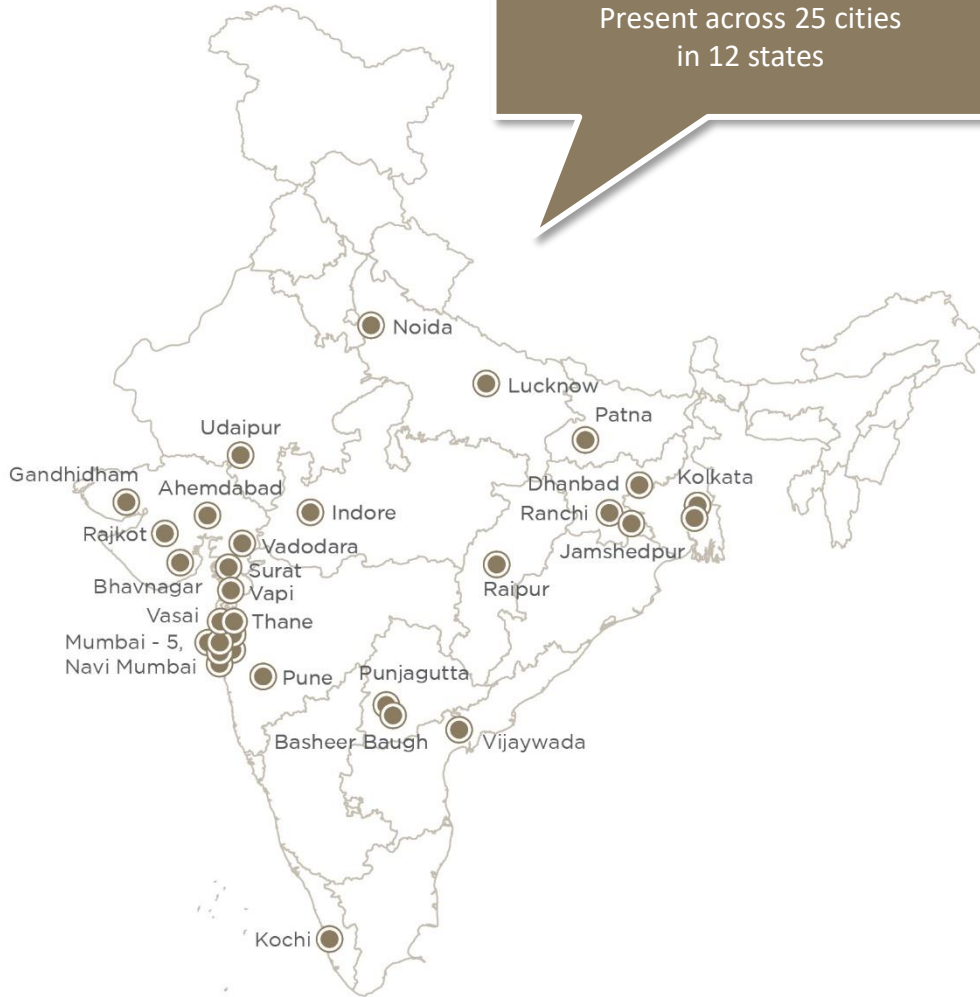 Present across 25 cities
in 12 states
Noida
Lucknow
Patna
Udaipur
Gandhidham
Ahemdabad
Dhanbad
Kolkata
Indore
Ranchi
Rajkot
Vadodara
Jamshedpur
Surat
Bhavnagar
Vapi
Raipur
Vasai
Thane
Mumbai - 5,
Navi Mumbai
Pune
Punjagutta
Basheer Baugh
Vijaywada
Kochi